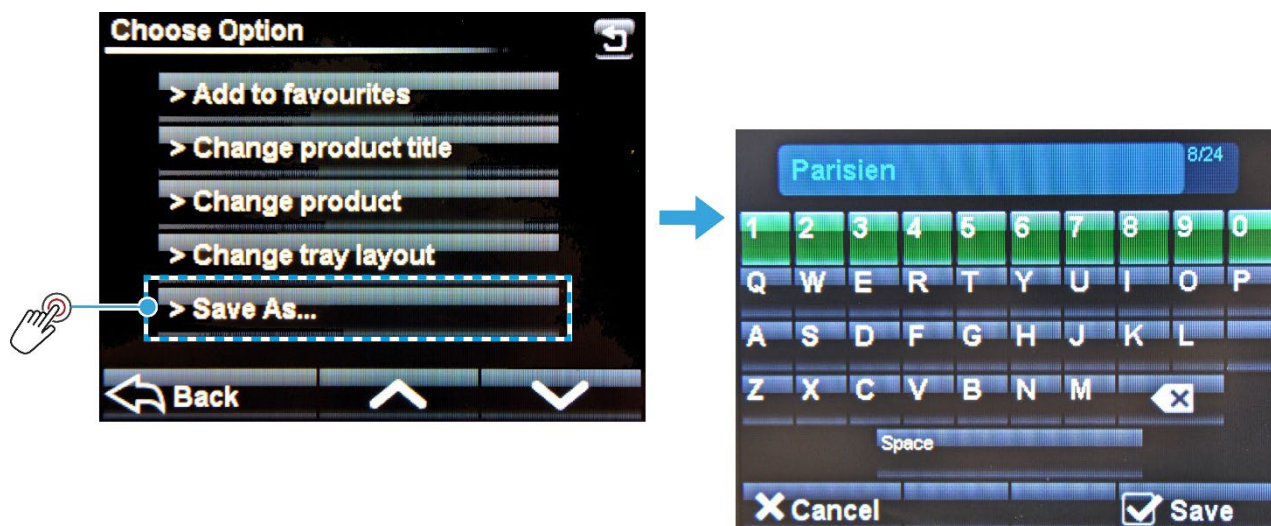 Choose Option
> Add to favourites
> Change product title
> Change product
> Change tray layout
> Save As...
Back
Parisien
8/24
1 2 3 4 5 6 7 8 9 0
Q W E R T Y U I O P
A S D F G H J K L
Z X C V B N M
Space
Cancel Save